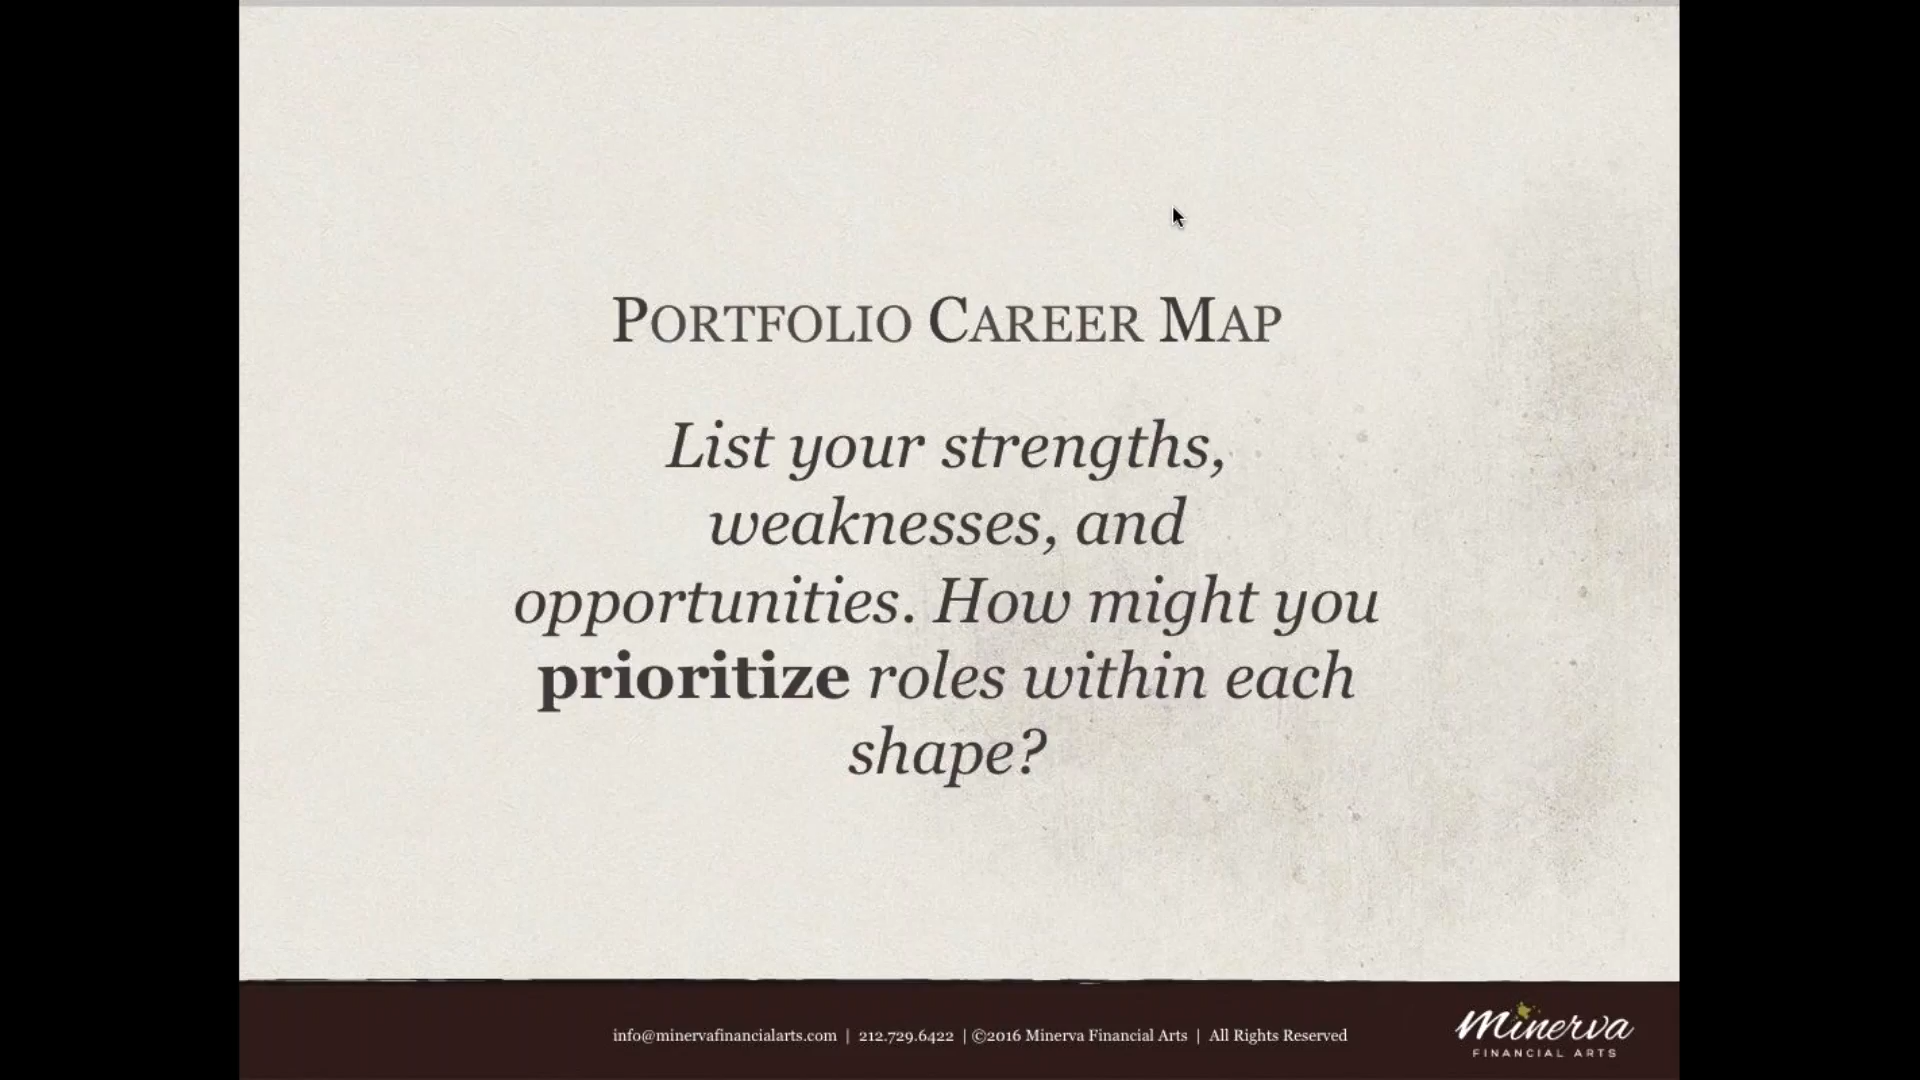 PORTFOLIO CAREER MAP
List your strengths,
weaknesses, and
opportunities. How might you
prioritize roles within each
shape?
info@minervafinancialarts.com | 212.729.6422 | ©2016 Minerva Financial Arts | All Rights Reserved
Minerva
FINANCIAL ARTS